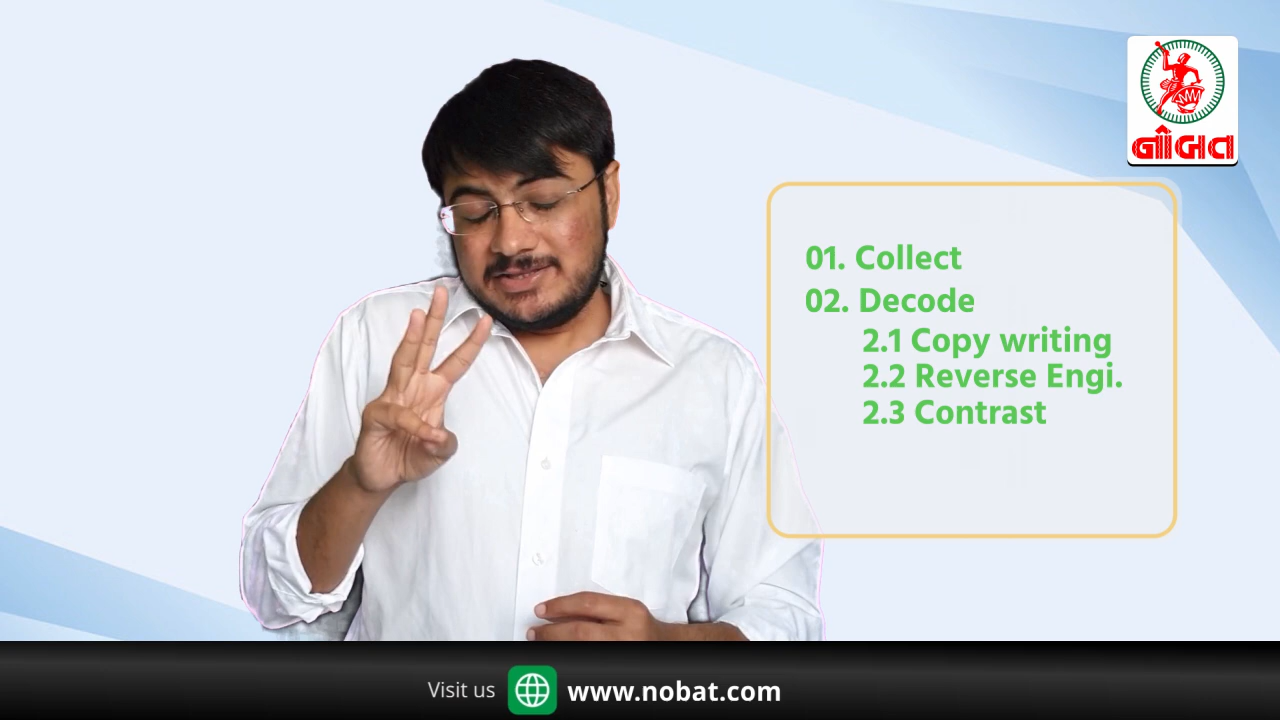 નોબત
01. Collect
02. Decode
2.1 Copy writing
2.2 Reverse Engi.
2.3 Contrast
Visit us www.nobat.com